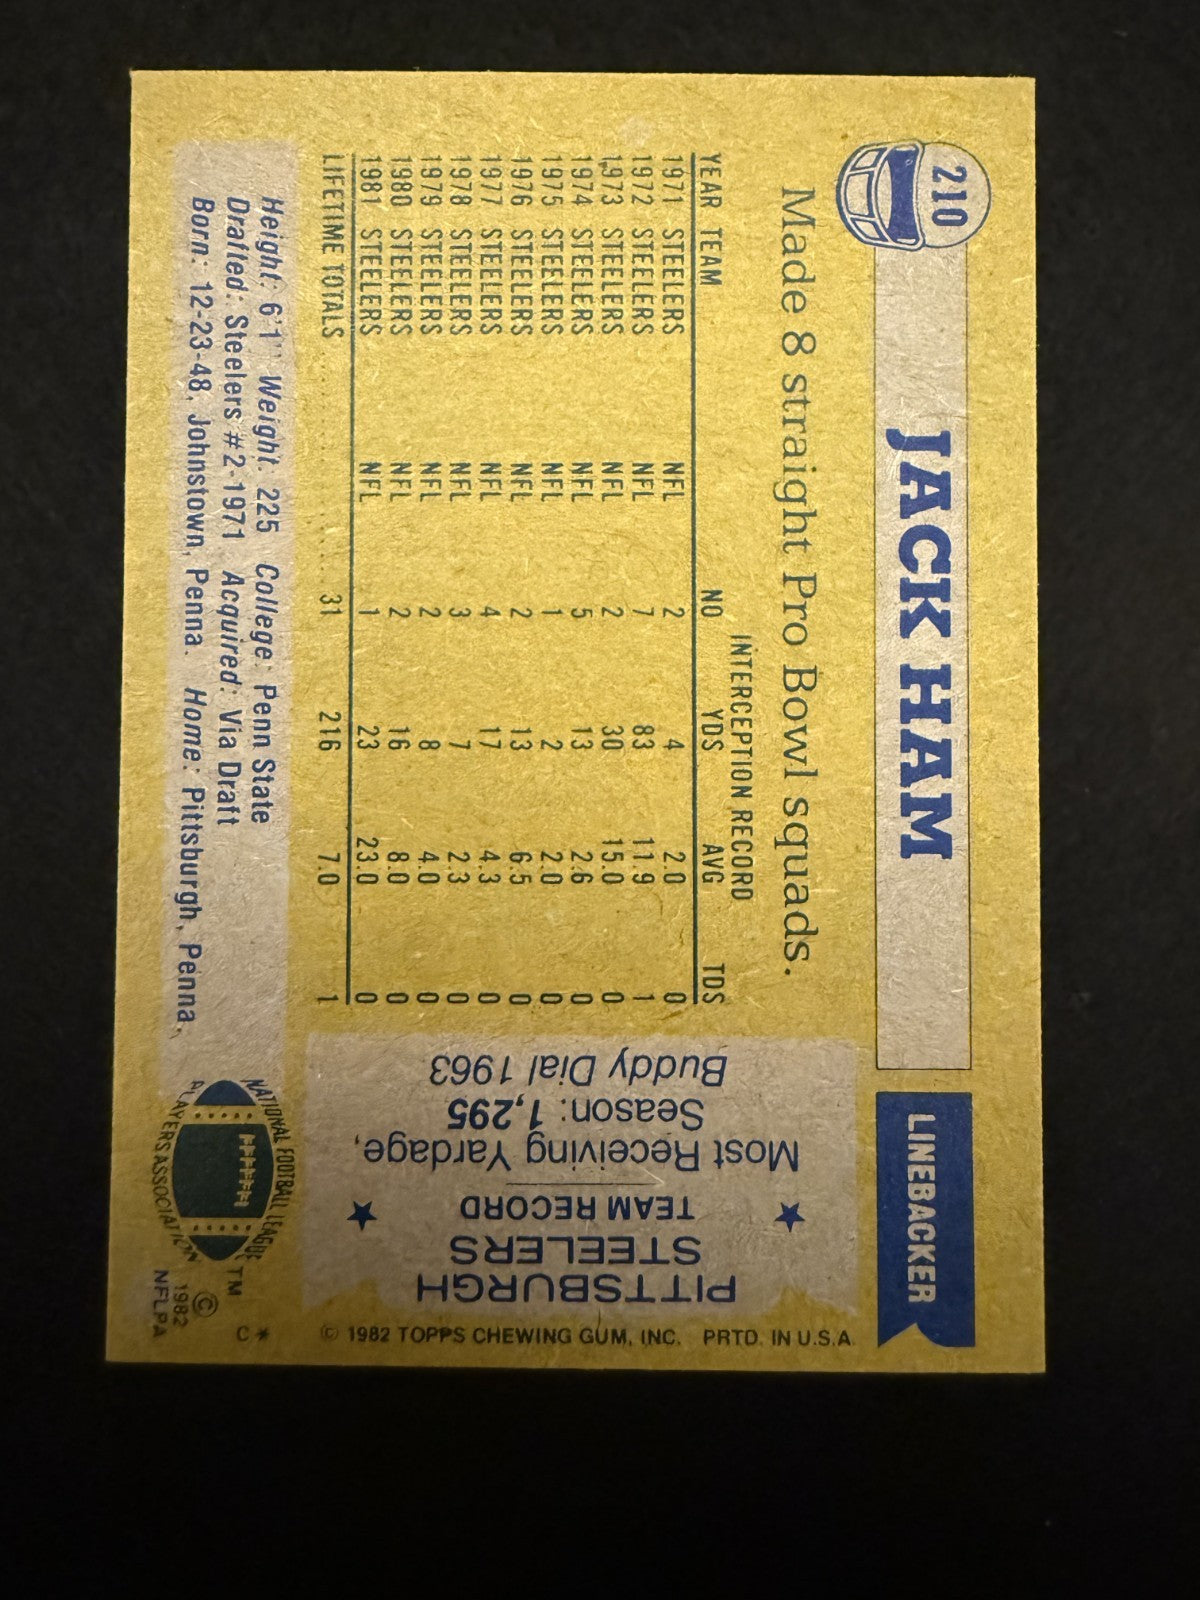 210
JACK HAM
LINEBACKER
Made 8 straight Pro Bowl squads.
INTERCEPTION RECORD
YEAR TEAM NO YDS AVG TDS
1971 STEELERS NFL 2 4 2.0 0
1972 STEELERS NFL 7 83 11.9 1
1973 STEELERS NFL 2 30 15.0 0
1974 STEELERS NFL 5 13 2.6 0
1975 STEELERS NFL 1 2 2.0 0
1976 STEELERS NFL 2 13 6.5 0
1977 STEELERS NFL 4 17 4.3 0
1978 STEELERS NFL 3 7 2.3 0
1979 STEELERS NFL 2 8 4.0 0
1980 STEELERS NFL 2 16 8.0 0
1981 STEELERS NFL 1 23 23.0 0
LIFETIME TOTALS 31 216 7.0 1
Height: 6'1" Weight: 225 College: Penn State
Drafted: Steelers #2-1971 Acquired: Via Draft
Born: 12-23-48, Johnstown, Penna. Home: Pittsburgh, Penna.
PITTSBURGH
STEELERS
TEAM RECORD
Most Receiving Yardage,
Season: 1,295
Buddy Dial 1963
NATIONAL FOOTBALL LEAGUE
PLAYERS ASSOCIATION
TM
©
1982
NFLPA
C*
© 1982 TOPPS CHEWING GUM, INC. PRTD. IN U.S.A.